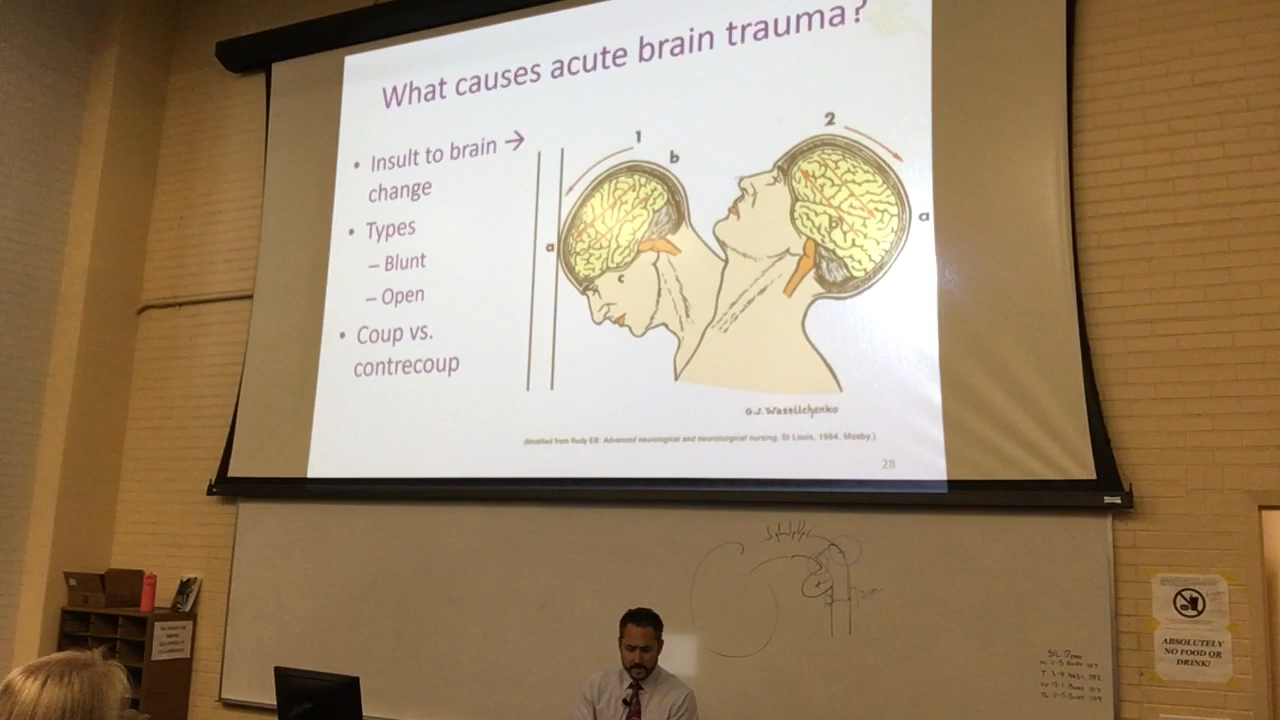 What causes acute brain trauma?
• Insult to brain →
change
• Types
– Blunt
– Open
• Coup vs.
contrecoup
1
b
a
c
2
a
b
G.J. Wassilchenko
(Modified from Rudy EB: Advanced neurological and neurosurgical nursing, St Louis, 1984, Mosby.)
28
ABSOLUTELY
NO FOOD OR
DRINK!